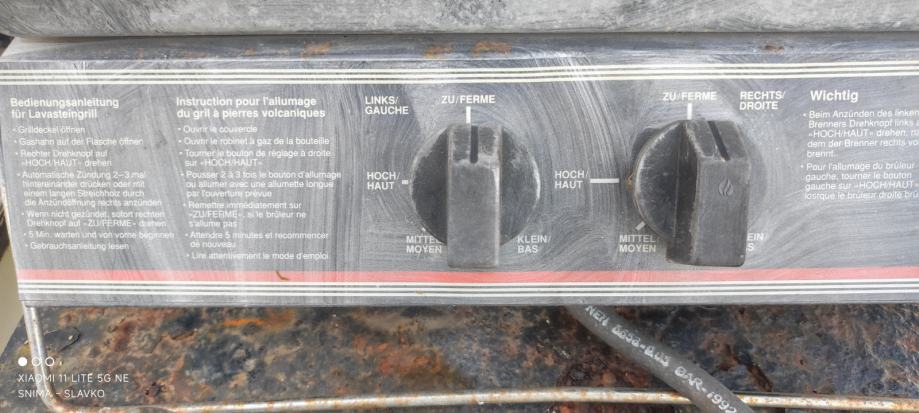 Bedienungsanleitung
für Lavasteingrill
• Grilldeckel öffnen
• Gashahn auf der Flasche öffnen
• Rechter Drehknopf auf
«HOCH/HAUT» drehen
• Automatische Zündung 2–3 mal
hintereinander drücken oder mit
einem langen Streichholz durch
die Anzündöffnung rechts anzünden
• Wenn nicht gezündet, sofort rechten
Drehknopf auf «ZU/FERME» drehen
• 5 Min. warten und von vorne beginnen
• Gebrauchsanleitung lesen
Instruction pour l'allumage
du gril à pierres volcaniques
• Ouvrir le couvercle
• Ouvrir le robinet à gaz de la bouteille
• Tourner le bouton de réglage à droite
sur «HOCH/HAUT»
• Pousser 2 à 3 fois le bouton d'allumage
ou allumer avec une allumette longue
sur l'ouverture prévue
• Remettre immédiatement sur
«ZU/FERME», si le brûleur ne
s'allume pas
• Attendre 5 minutes et recommencer
de nouveau
• Lire attentivement le mode d'emploi
LINKS/
GAUCHE
ZU/FERME
HOCH/
HAUT
MITTEL
MOYEN
KLEIN/
BAS
ZU/FERME
RECHTS/
DROITE
HOCH/
HAUT
MITTEL
MOYEN
Wichtig
• Beim Anzünden des linken
Brenners Drehknopf links
«HOCH/HAUT» drehen,
dem der Brenner rechts
brennt.
• Pour l'allumage du brûleur
gauche, tourner le bouton
gauche sur «HOCH/HAUT»
lorsque le brûleur droite
XIAOMI 11 LITE 5G NE
SNIMA - SLAVKO